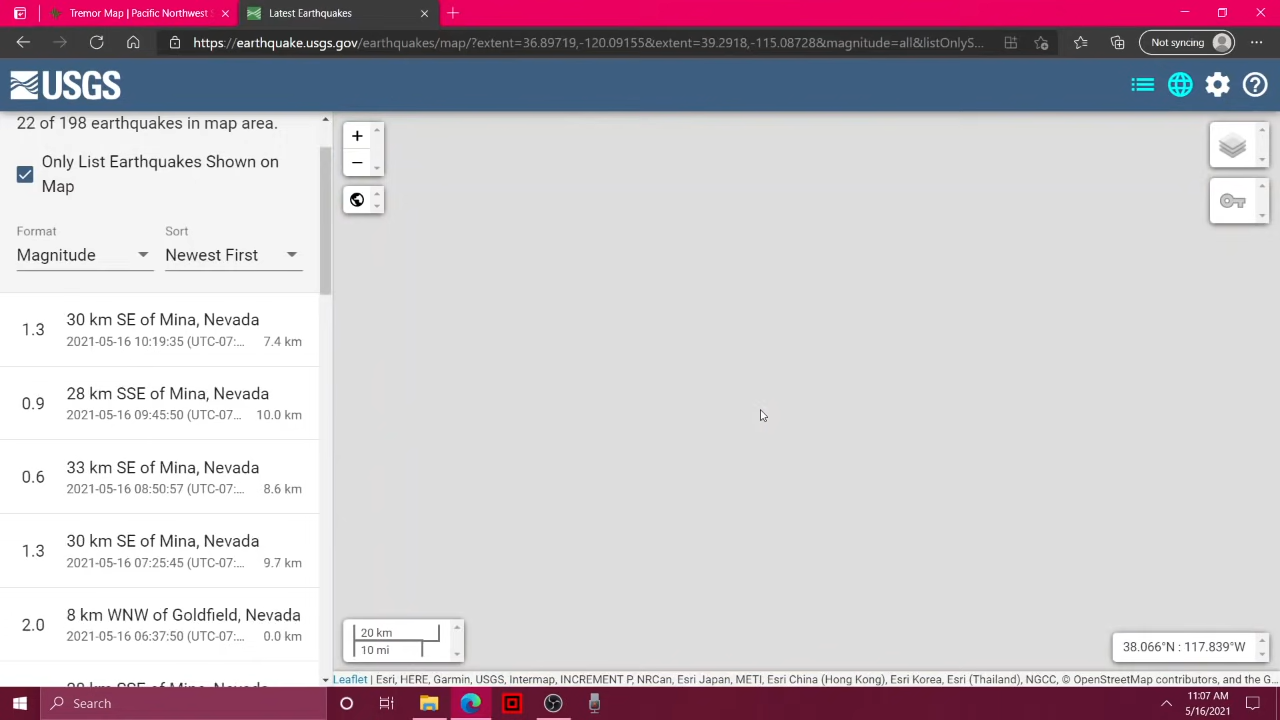 Tremor Map | Pacific Northwest
Latest Earthquakes
https://earthquake.usgs.gov/earthquakes/map/?extent=36.89719,-120.09155&extent=39.2918,-115.08728&magnitude=all&listOnlyS...
Not syncing
USGS
22 of 198 earthquakes in map area.
Only List Earthquakes Shown on
Map
Format
Sort
Magnitude
Newest First
1.3
30 km SE of Mina, Nevada
2021-05-16 10:19:35 (UTC-07:...
7.4 km
0.9
28 km SSE of Mina, Nevada
2021-05-16 09:45:50 (UTC-07...
10.0 km
0.6
33 km SE of Mina, Nevada
2021-05-16 08:50:57 (UTC-07:...
8.6 km
1.3
30 km SE of Mina, Nevada
2021-05-16 07:25:45 (UTC-07:...
9.7 km
2.0
8 km WNW of Goldfield, Nevada
2021-05-16 06:37:50 (UTC-07:...
0.0 km
20 km
10 mi
38.066°N : 117.839°W
Leaflet | Esri, HERE, Garmin, USGS, Intermap, INCREMENT P, NRCan, Esri Japan, METI, Esri China (Hong Kong), Esri Korea, Esri (Thailand), NGCC, © OpenStreetMap contributors, and the G...
Search
11:07 AM
5/16/2021